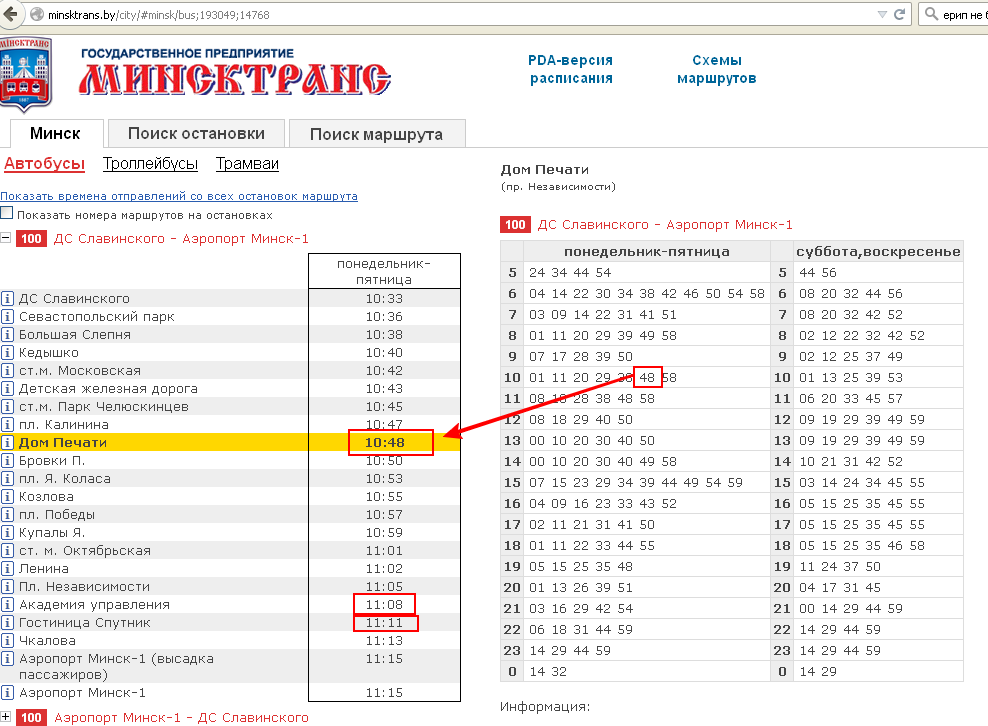 minsktrans.by/city/#minsk/bus;193049;14768
ерип не б
МІНСКТРАНС
ГОСУДАРСТВЕННОЕ ПРЕДПРИЯТИЕ
МИНСКТРАНС
PDA-версия расписания
Схемы маршрутов
Минск
Поиск остановки
Поиск маршрута
Автобусы Троллейбусы Трамваи
Показать времена отправлений со всех остановок маршрута
Показать номера маршрутов на остановках
100 ДС Славинского - Аэропорт Минск-1
понедельник-
пятница
ДС Славинского 10:33
Севастопольский парк 10:36
Большая Слепня 10:38
Кедышко 10:40
ст.м. Московская 10:42
Детская железная дорога 10:43
ст.м. Парк Челюскинцев 10:45
пл. Калинина 10:47
Дом Печати 10:48
Бровки П. 10:50
пл. Я. Коласа 10:53
Козлова 10:55
пл. Победы 10:57
Купалы Я. 10:59
ст. м. Октябрьская 11:01
Ленина 11:02
Пл. Независимости 11:05
Академия управления 11:08
Гостиница Спутник 11:11
Чкалова 11:13
Аэропорт Минск-1 (высадка 11:15
пассажиров)
Аэропорт Минск-1 11:15
100 Аэропорт Минск-1 - ДС Славинского
Дом Печати
(пр. Независимости)
100 ДС Славинского - Аэропорт Минск-1
понедельник-пятница суббота,воскресенье
5 24 34 44 54 5 44 56
6 04 14 22 30 34 38 42 46 50 54 58 6 08 20 32 44 56
7 03 09 14 22 31 41 51 7 08 20 32 42 52
8 01 11 20 29 39 49 58 8 02 12 22 32 42 52
9 07 17 28 39 50 9 02 12 25 37 49
10 01 11 20 29 38 48 58 10 01 13 25 39 53
11 08 18 28 38 48 58 11 06 20 33 45 57
12 08 18 29 40 50 12 09 19 29 39 49 59
13 00 10 20 30 40 50 13 09 19 29 39 49 59
14 00 10 20 30 40 49 58 14 10 21 31 42 52
15 07 15 23 29 34 39 44 49 54 59 15 03 14 24 34 45 55
16 04 09 16 23 33 43 52 16 05 15 25 35 45 55
17 02 11 21 31 41 50 17 05 15 25 35 45 55
18 01 11 22 33 44 55 18 05 15 25 35 46 58
19 05 15 25 35 48 19 11 24 37 50
20 01 13 26 39 51 20 04 17 31 45
21 03 16 29 42 54 21 00 14 29 44 59
22 06 18 31 44 59 22 14 29 44 59
23 14 29 44 59 23 14 29 44 59
0 14 32 0 14 29
Информация: